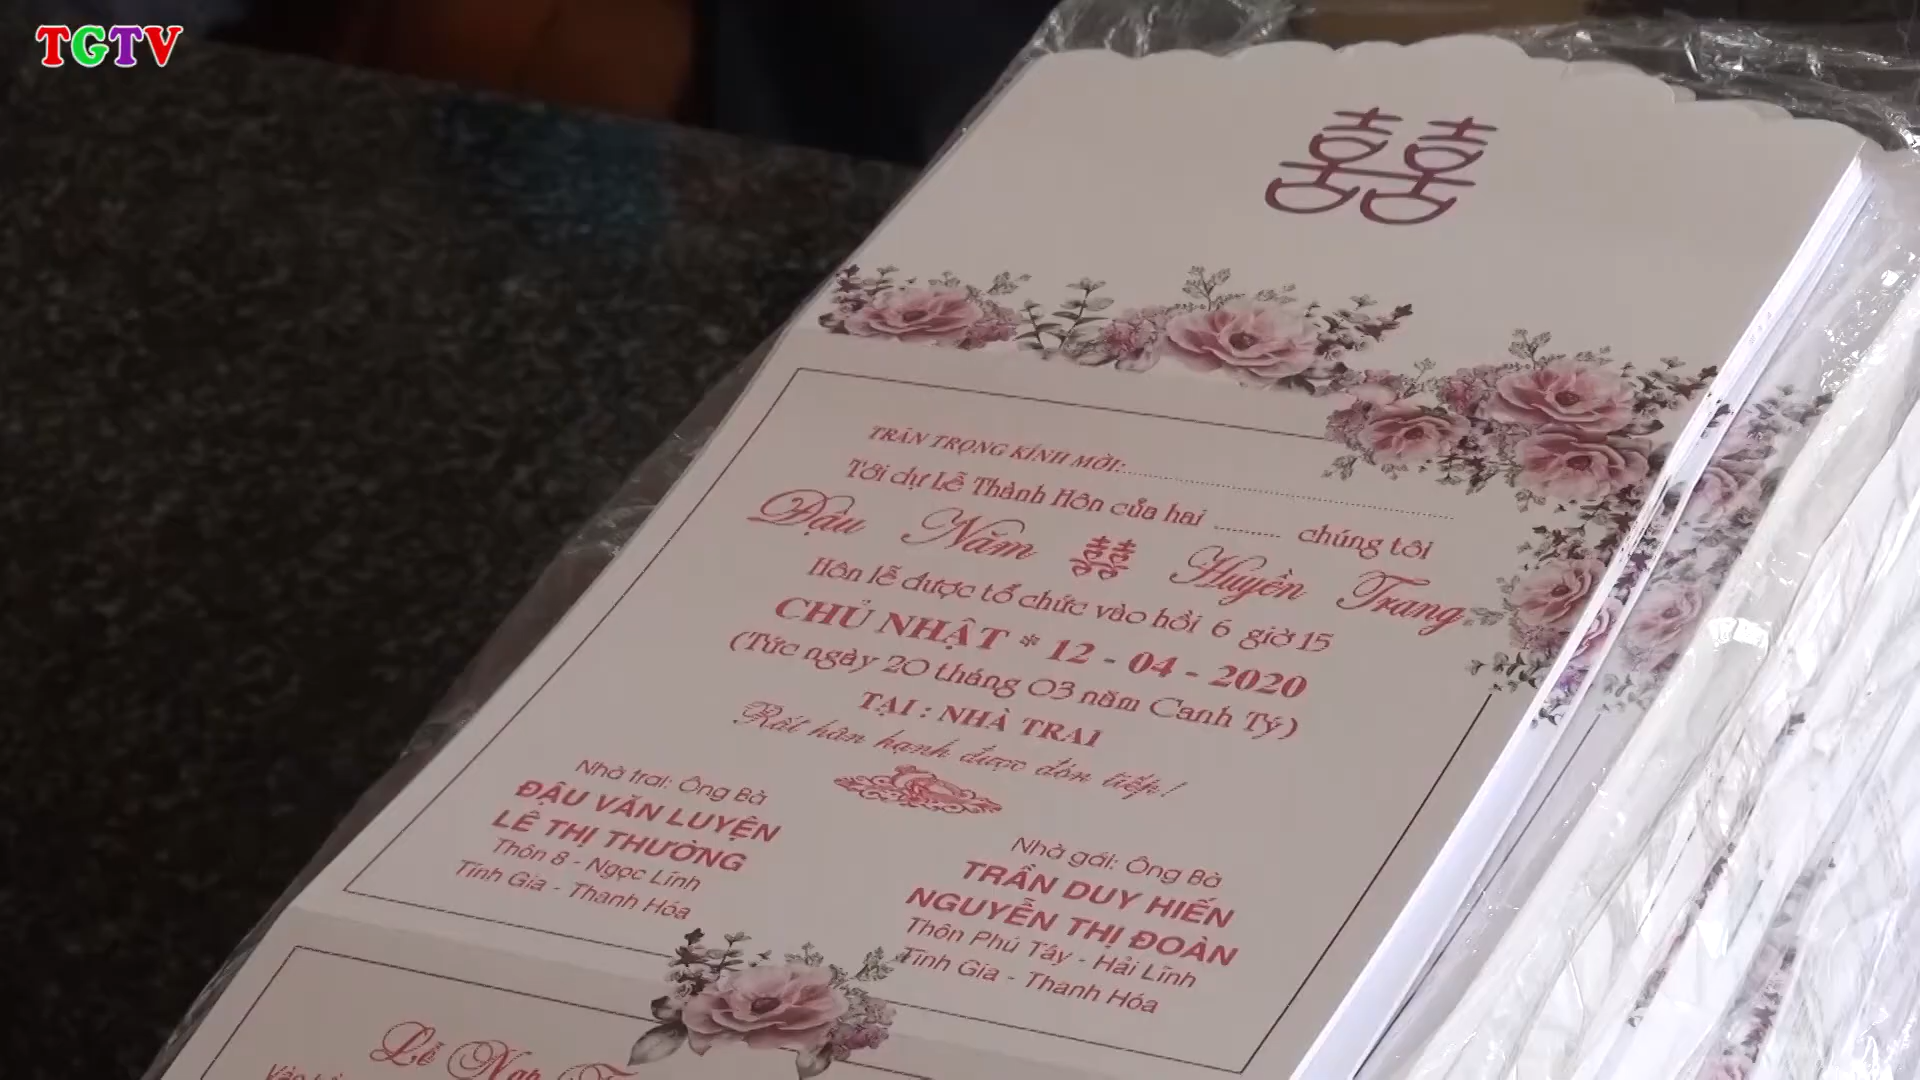 TGTV
囍
TRÂN TRỌNG KÍNH MỜI:
Tới dự Lễ Thành Hôn của hai ........ chúng tôi
Đậu Năm 囍 Huyền Trang
Hôn lễ được tổ chức vào hồi 6 giờ 15
CHỦ NHẬT * 12 - 04 - 2020
(Tức ngày 20 tháng 03 năm Canh Tý)
TẠI : NHÀ TRAI
Rất hân hạnh được đón tiếp!
Nhà trai: Ông Bà
ĐẬU VĂN LUYỆN
LÊ THỊ THƯỜNG
Thôn 8 - Ngọc Lĩnh
Tĩnh Gia - Thanh Hóa
Nhà gái: Ông Bà
TRẦN DUY HIẾN
NGUYỄN THỊ ĐOÀN
Thôn Phú Tây - Hải Lĩnh
Tĩnh Gia - Thanh Hóa
Lễ